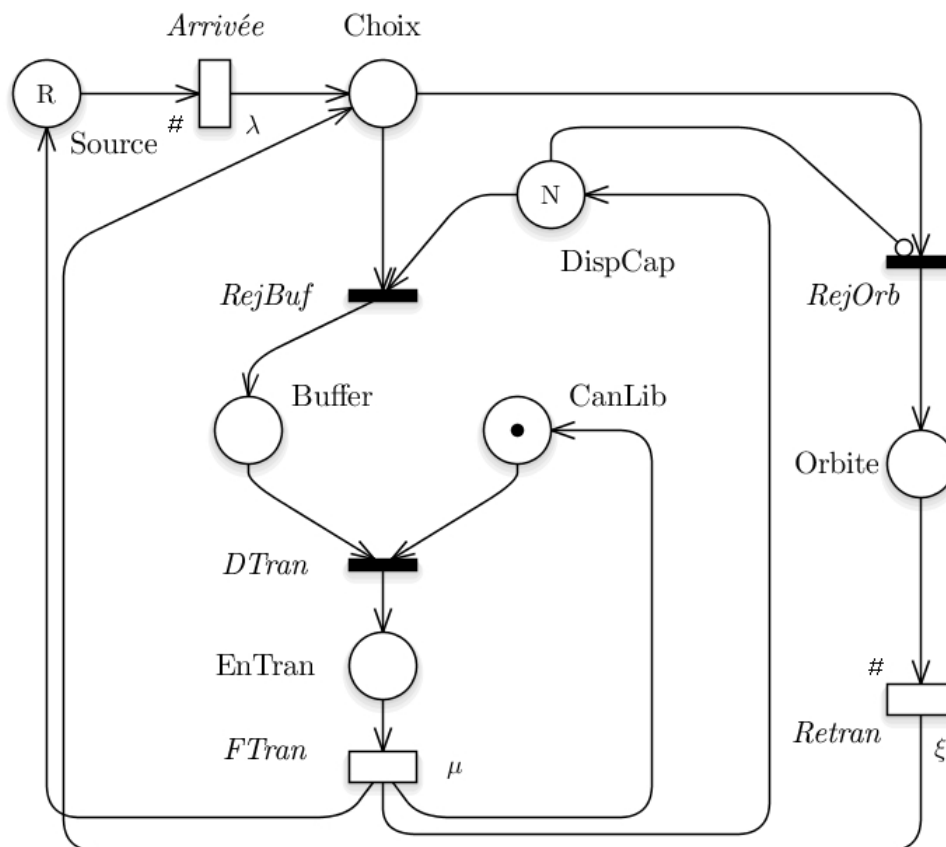 Arrivée
Choix
R
#
λ
Source
N
DispCap
RejBuf
RejOrb
Buffer
CanLib
Orbite
DTran
EnTran
#
FTran
μ
Retran
ξ